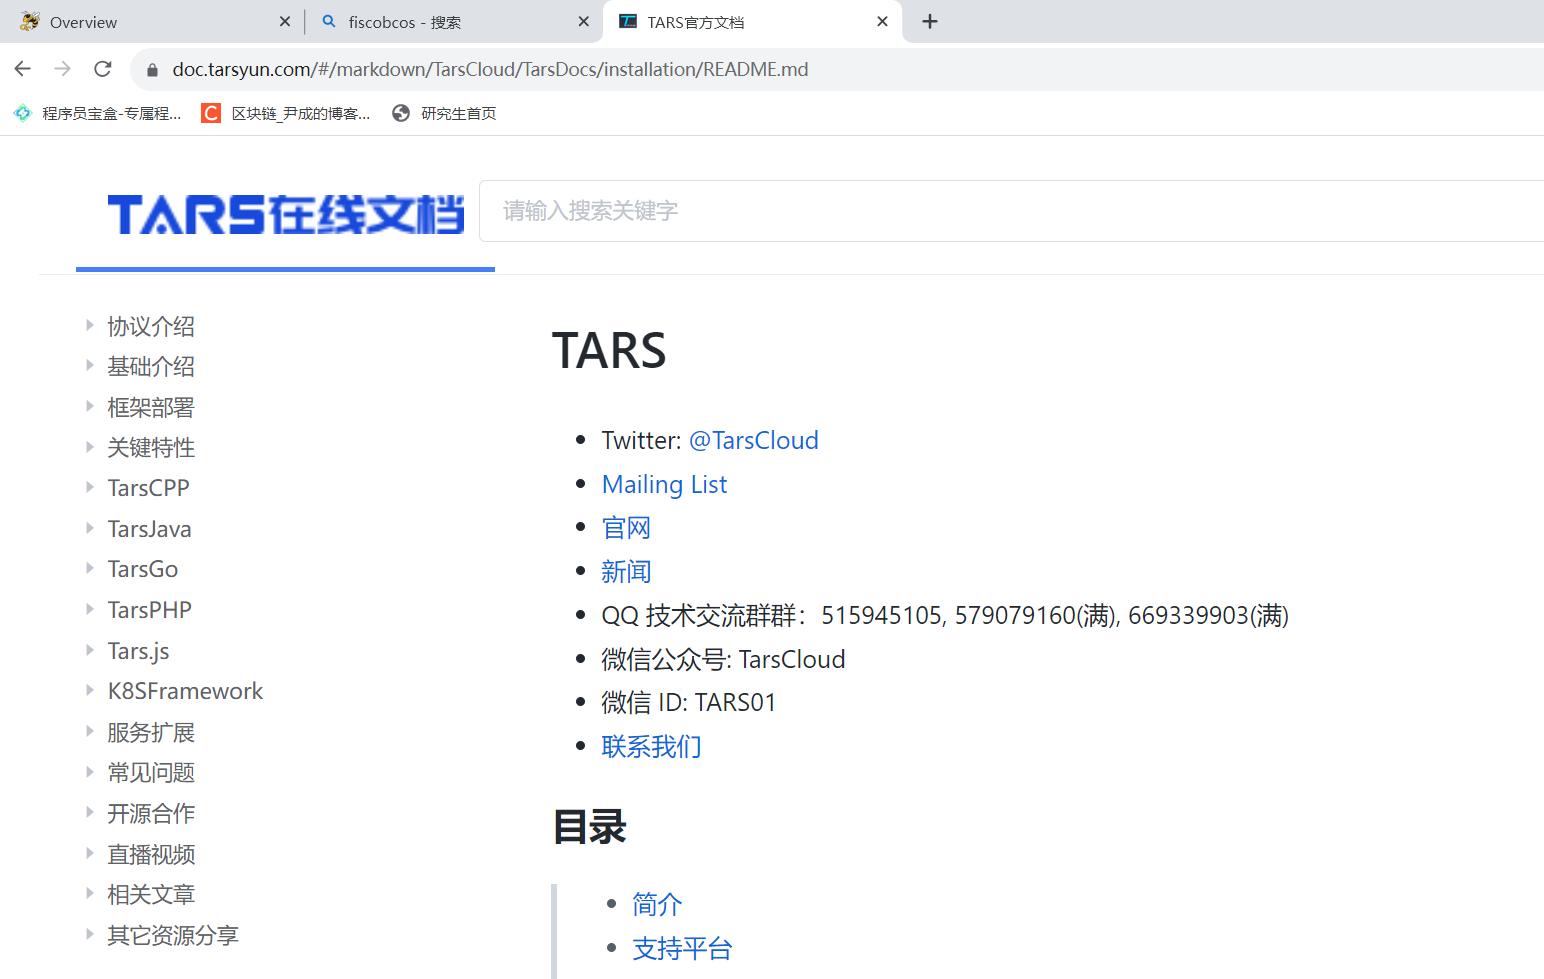 Overview
fiscobcos - 搜索
TARS官方文档
doc.tarsyun.com/#/markdown/TarsCloud/TarsDocs/installation/README.md
程序员宝盒-专属程...
区块链_尹成的博客...
研究生首页
TARS在线文档
请输入搜索关键字
协议介绍
基础介绍
框架部署
关键特性
TarsCPP
TarsJava
TarsGo
TarsPHP
Tars.js
K8SFramework
服务扩展
常见问题
开源合作
直播视频
相关文章
其它资源分享
TARS
Twitter: @TarsCloud
Mailing List
官网
新闻
QQ 技术交流群群：515945105, 579079160(满), 669339903(满)
微信公众号: TarsCloud
微信 ID: TARS01
联系我们
目录
简介
支持平台